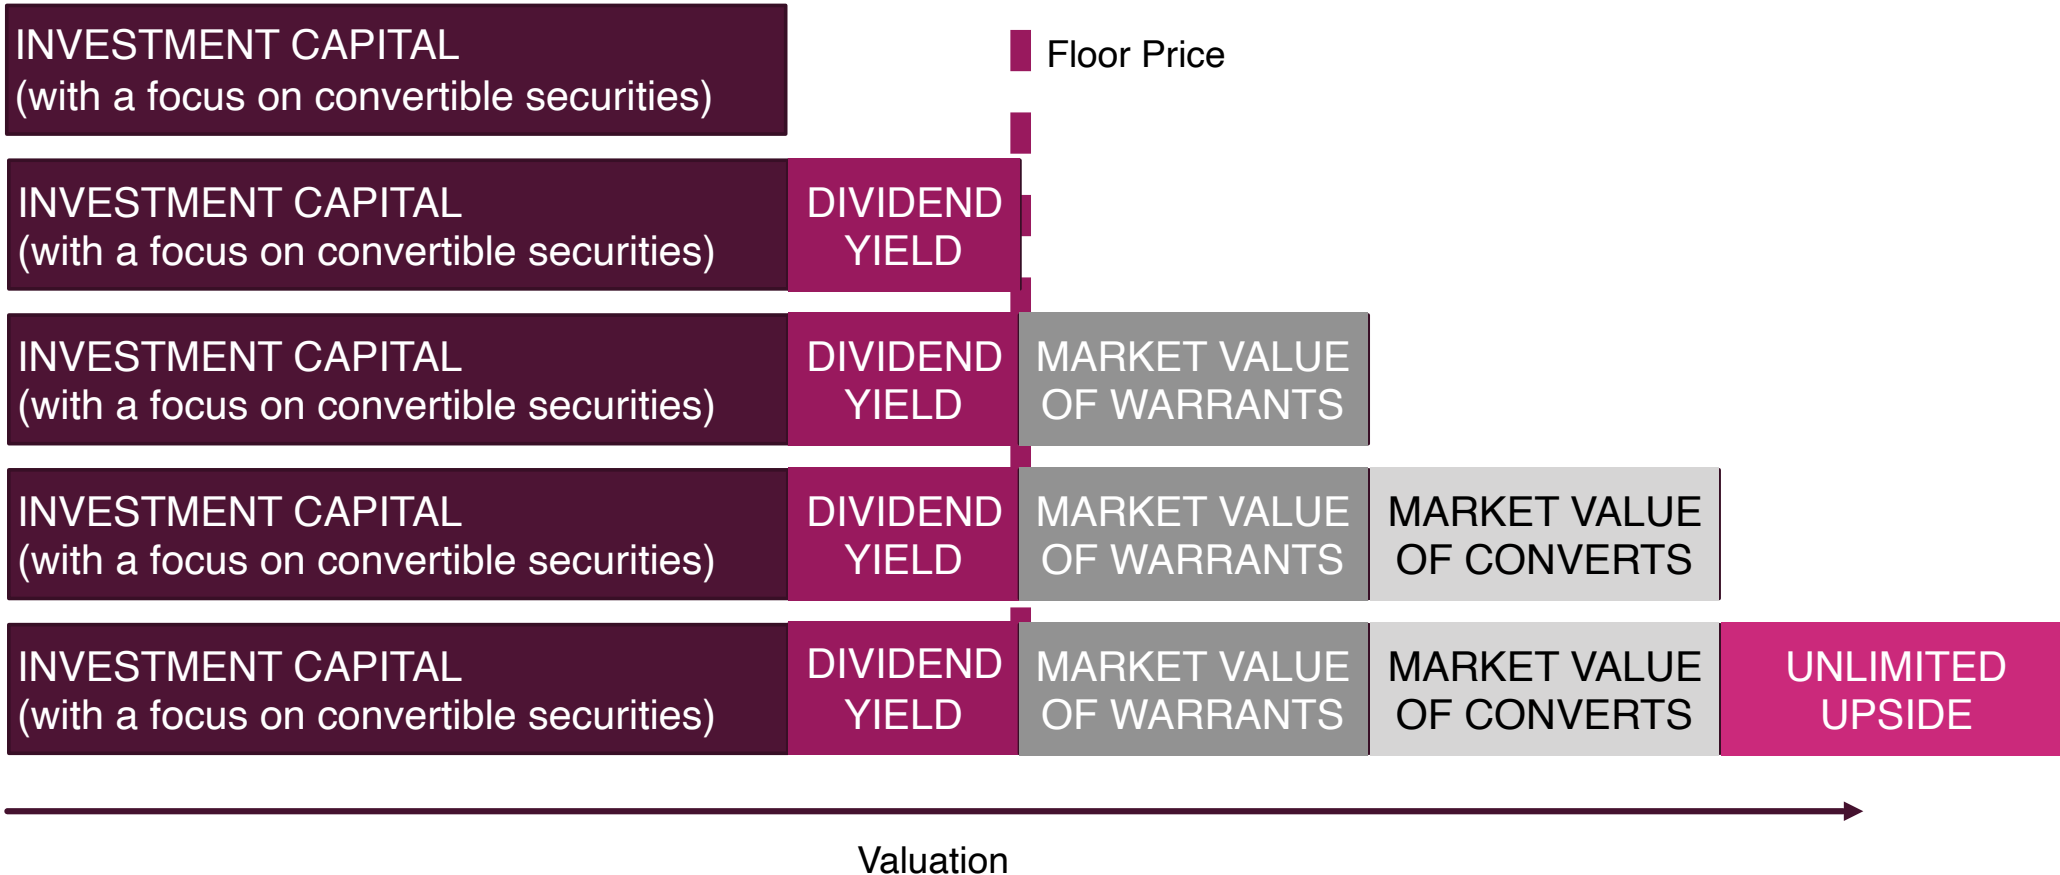 INVESTMENT CAPITAL
(with a focus on convertible securities)
Floor Price
INVESTMENT CAPITAL
(with a focus on convertible securities)
DIVIDEND
YIELD
INVESTMENT CAPITAL
(with a focus on convertible securities)
DIVIDEND
YIELD
MARKET VALUE
OF WARRANTS
INVESTMENT CAPITAL
(with a focus on convertible securities)
DIVIDEND
YIELD
MARKET VALUE
OF WARRANTS
MARKET VALUE
OF CONVERTS
INVESTMENT CAPITAL
(with a focus on convertible securities)
DIVIDEND
YIELD
MARKET VALUE
OF WARRANTS
MARKET VALUE
OF CONVERTS
UNLIMITED
UPSIDE
Valuation